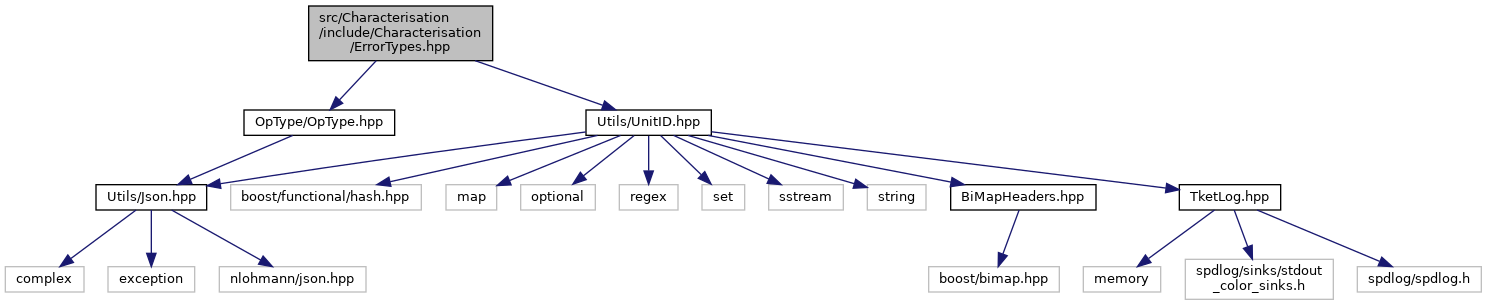 src/Characterisation
/include/Characterisation
/ErrorTypes.hpp
OpType/OpType.hpp
Utils/UnitID.hpp
Utils/Json.hpp
boost/functional/hash.hpp
map
optional
regex
set
sstream
string
BiMapHeaders.hpp
TketLog.hpp
complex
exception
nlohmann/json.hpp
boost/bimap.hpp
memory
spdlog/sinks/stdout
_color_sinks.h
spdlog/spdlog.h